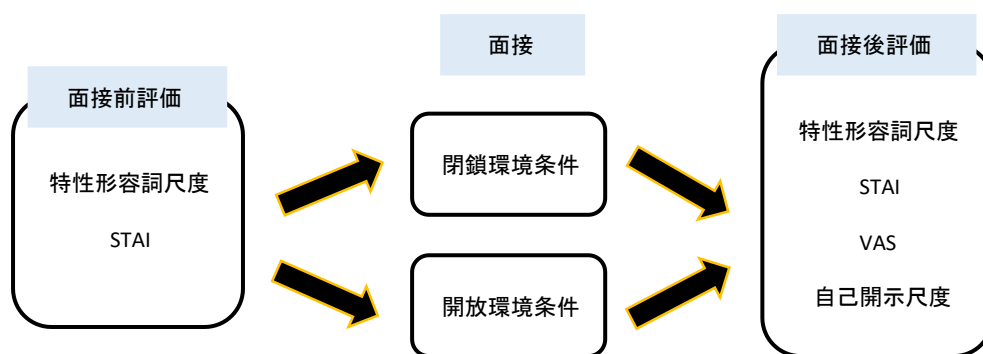 面接前評価
特性形容詞尺度
STAI
面接
閉鎖環境条件
開放環境条件
面接後評価
特性形容詞尺度
STAI
VAS
自己開示尺度